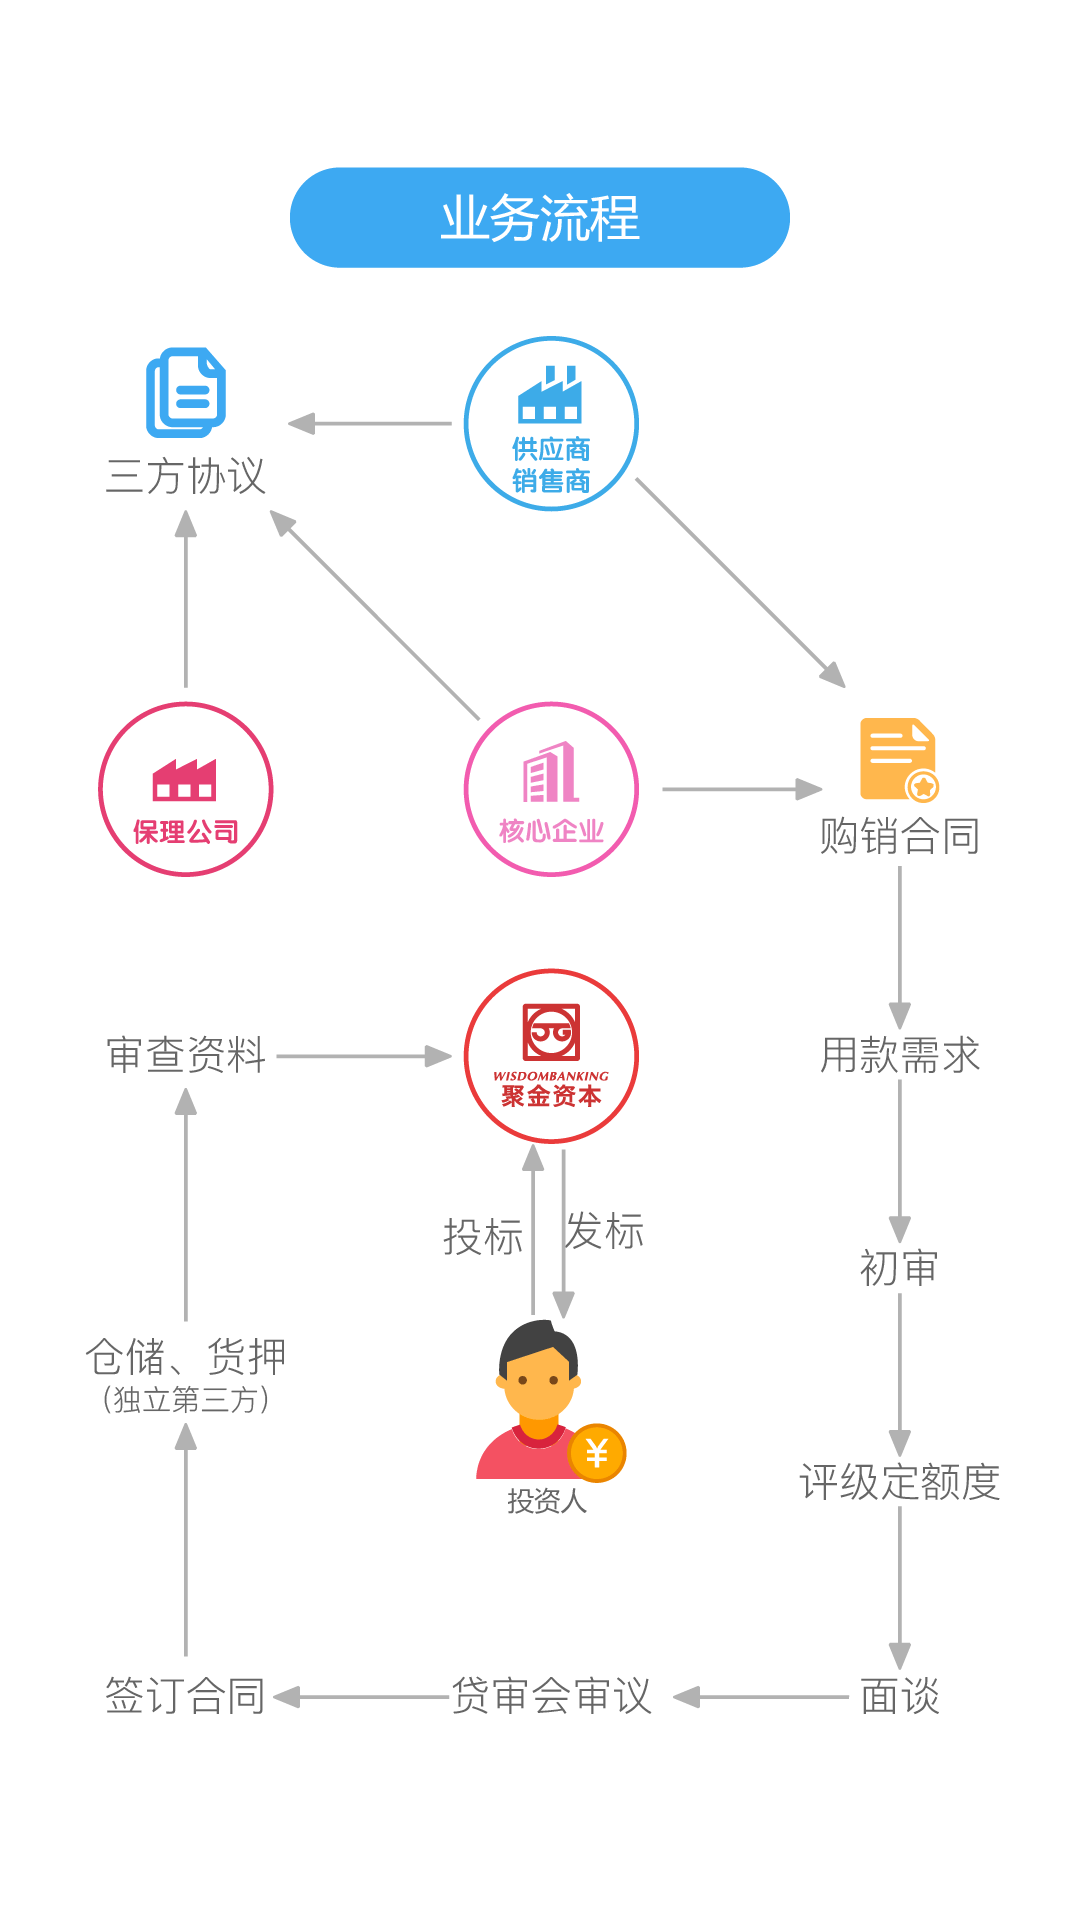 业务流程
三方协议
供应商
销售商
保理公司
核心企业
购销合同
审查资料
WISDOMBANKING
聚金资本
用款需求
投标
发标
初审
仓储、货押
（独立第三方）
¥
投资人
评级定额度
签订合同
贷审会审议
面谈